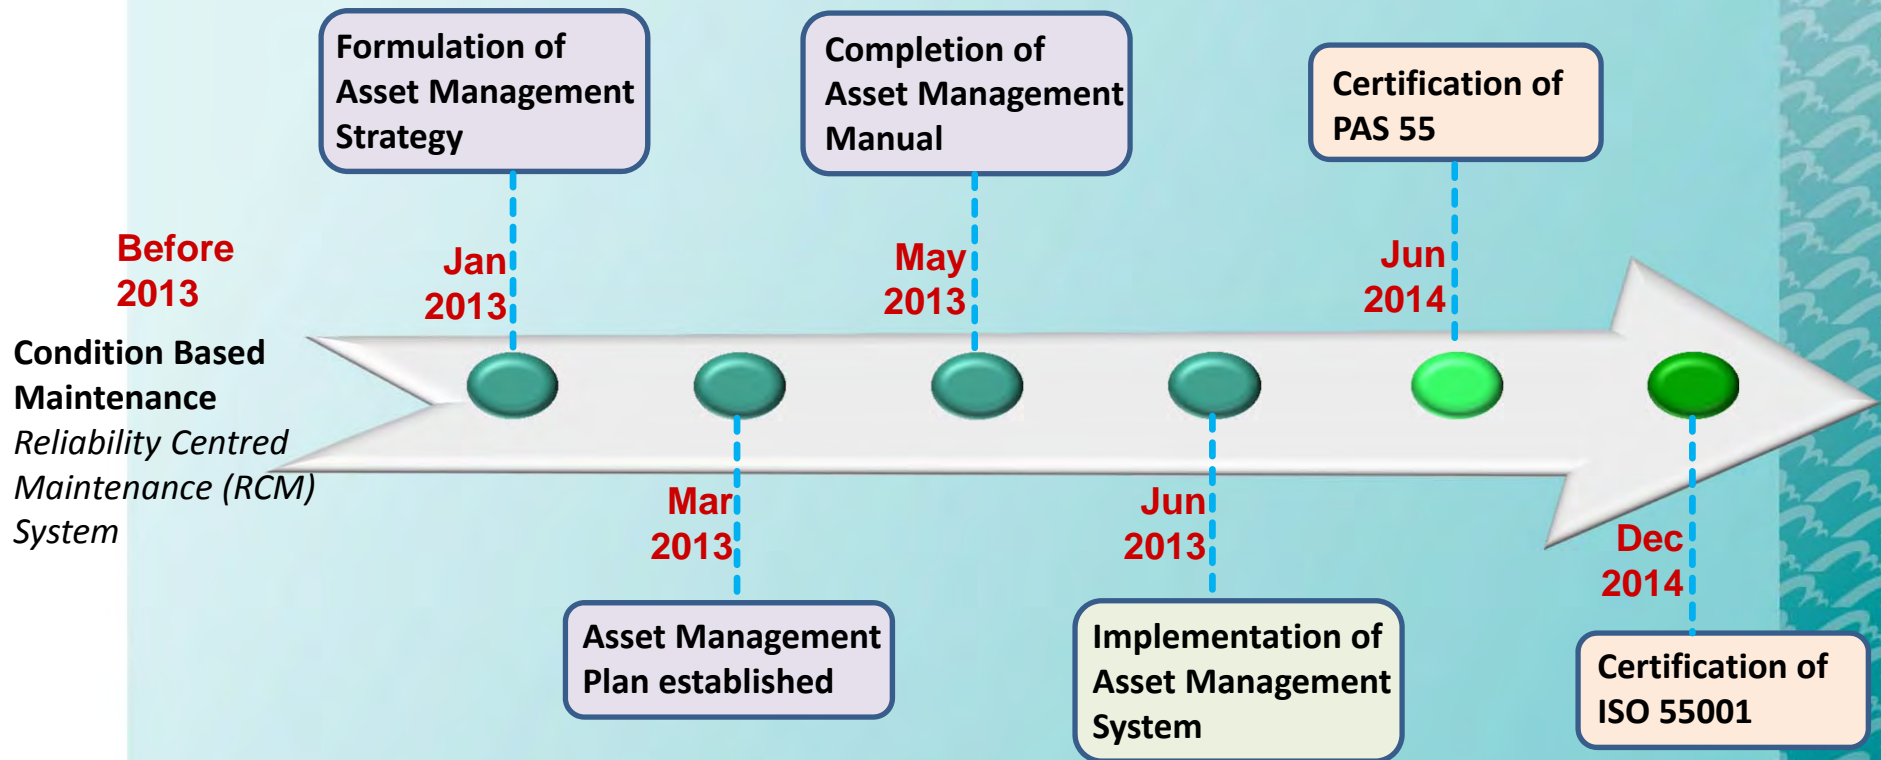 Before
2013
Condition Based
Maintenance
Reliability Centred
Maintenance (RCM)
System
Formulation of
Asset Management
Strategy
Jan
2013
Mar
2013
Asset Management
Plan established
Completion of
Asset Management
Manual
May
2013
Jun
2013
Implementation of
Asset Management
System
Certification of
PAS 55
Jun
2014
Dec
2014
Certification of
ISO 55001